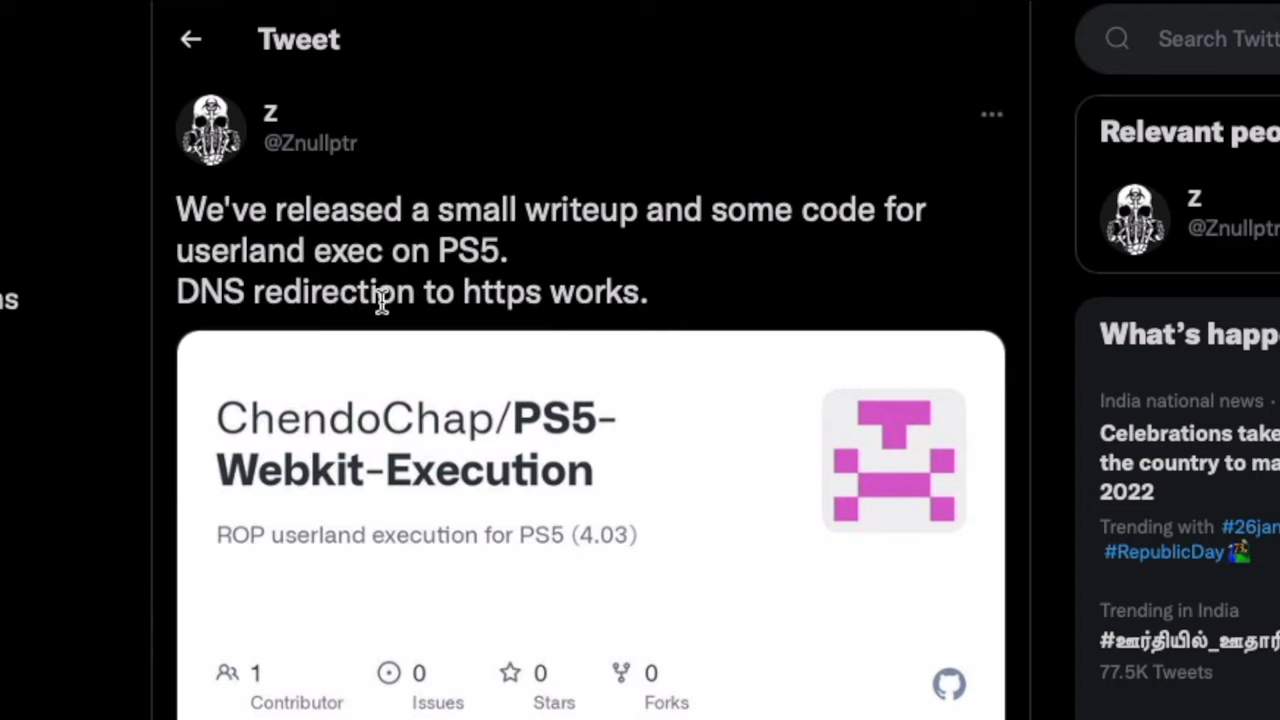 Tweet
Search Twitt
Z
@Znullptr
We've released a small writeup and some code for
userland exec on PS5.
DNS redirection to https works.
ChendoChap/PS5-
Webkit-Execution
ROP userland execution for PS5 (4.03)
1
Contributor
0
Issues
0
Stars
0
Forks
ns
Relevant peo
Z
@Znullptr
What's happ
India national news ·
Celebrations take
the country to ma
2022
Trending with #26jan
#RepublicDay
Trending in India
#ஊர்தியில்_ஊதாரி
77.5K Tweets